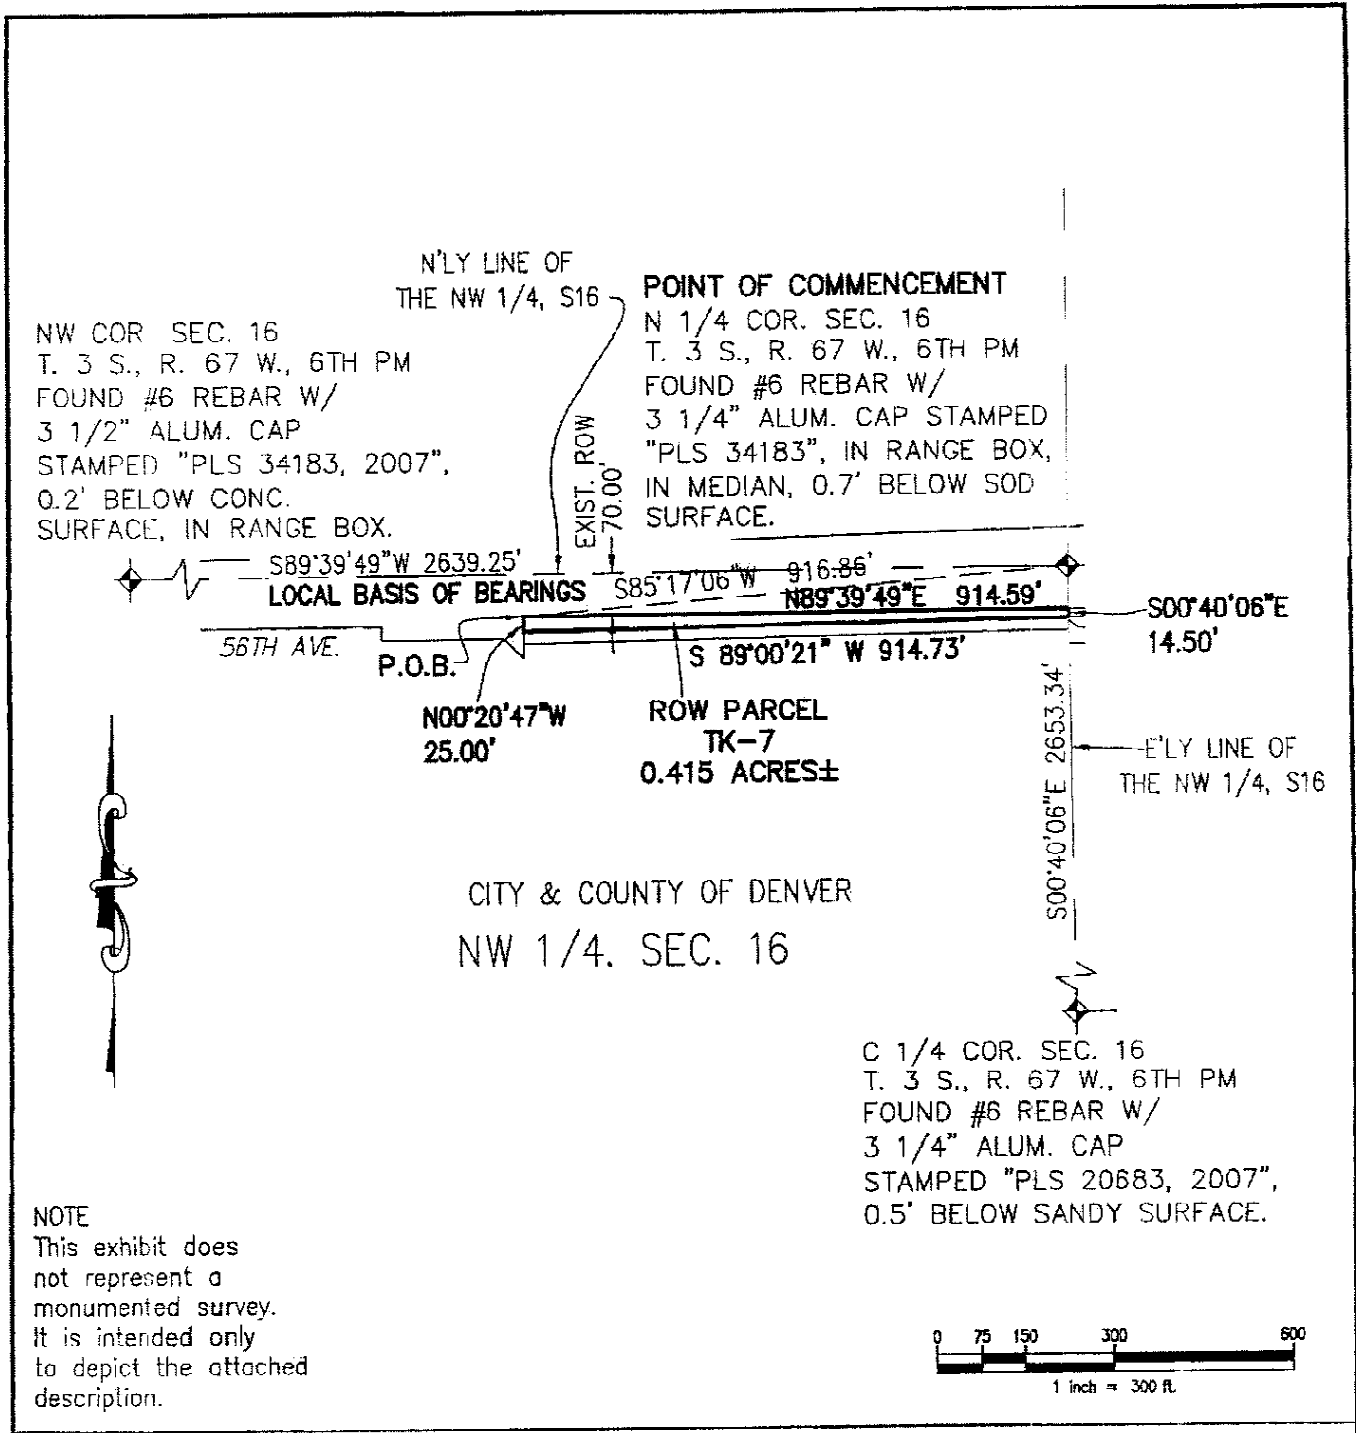 N'LY LINE OF
THE NW 1/4, S16
POINT OF COMMENCEMENT
N 1/4 COR. SEC. 16
T. 3 S., R. 67 W., 6TH PM
FOUND #6 REBAR W/
3 1/4" ALUM. CAP STAMPED
"PLS 34183", IN RANGE BOX,
IN MEDIAN, 0.7' BELOW SOD
SURFACE.
NW COR SEC. 16
T. 3 S., R. 67 W., 6TH PM
FOUND #6 REBAR W/
3 1/2" ALUM. CAP
STAMPED "PLS 34183, 2007",
0.2' BELOW CONC.
SURFACE, IN RANGE BOX.
EXIST. ROW
70.00'
S89°39'49"W 2639.25'
LOCAL BASIS OF BEARINGS
S85°17'06"W 916.86'
N89°39'49"E 914.59'
S00°40'06"E
14.50'
56TH AVE.
P.O.B.
S 89°00'21" W 914.73'
N00°20'47"W
25.00'
ROW PARCEL
TK-7
0.415 ACRES±
S00°40'06"E 2653.34'
E'LY LINE OF
THE NW 1/4, S16
CITY & COUNTY OF DENVER
NW 1/4. SEC. 16
C 1/4 COR. SEC. 16
T. 3 S., R. 67 W., 6TH PM
FOUND #6 REBAR W/
3 1/4" ALUM. CAP
STAMPED "PLS 20683, 2007",
0.5' BELOW SANDY SURFACE.
NOTE
This exhibit does
not represent a
monumented survey.
It is intended only
to depict the attached
description.
0 75 150 300 600
1 inch = 300 ft.